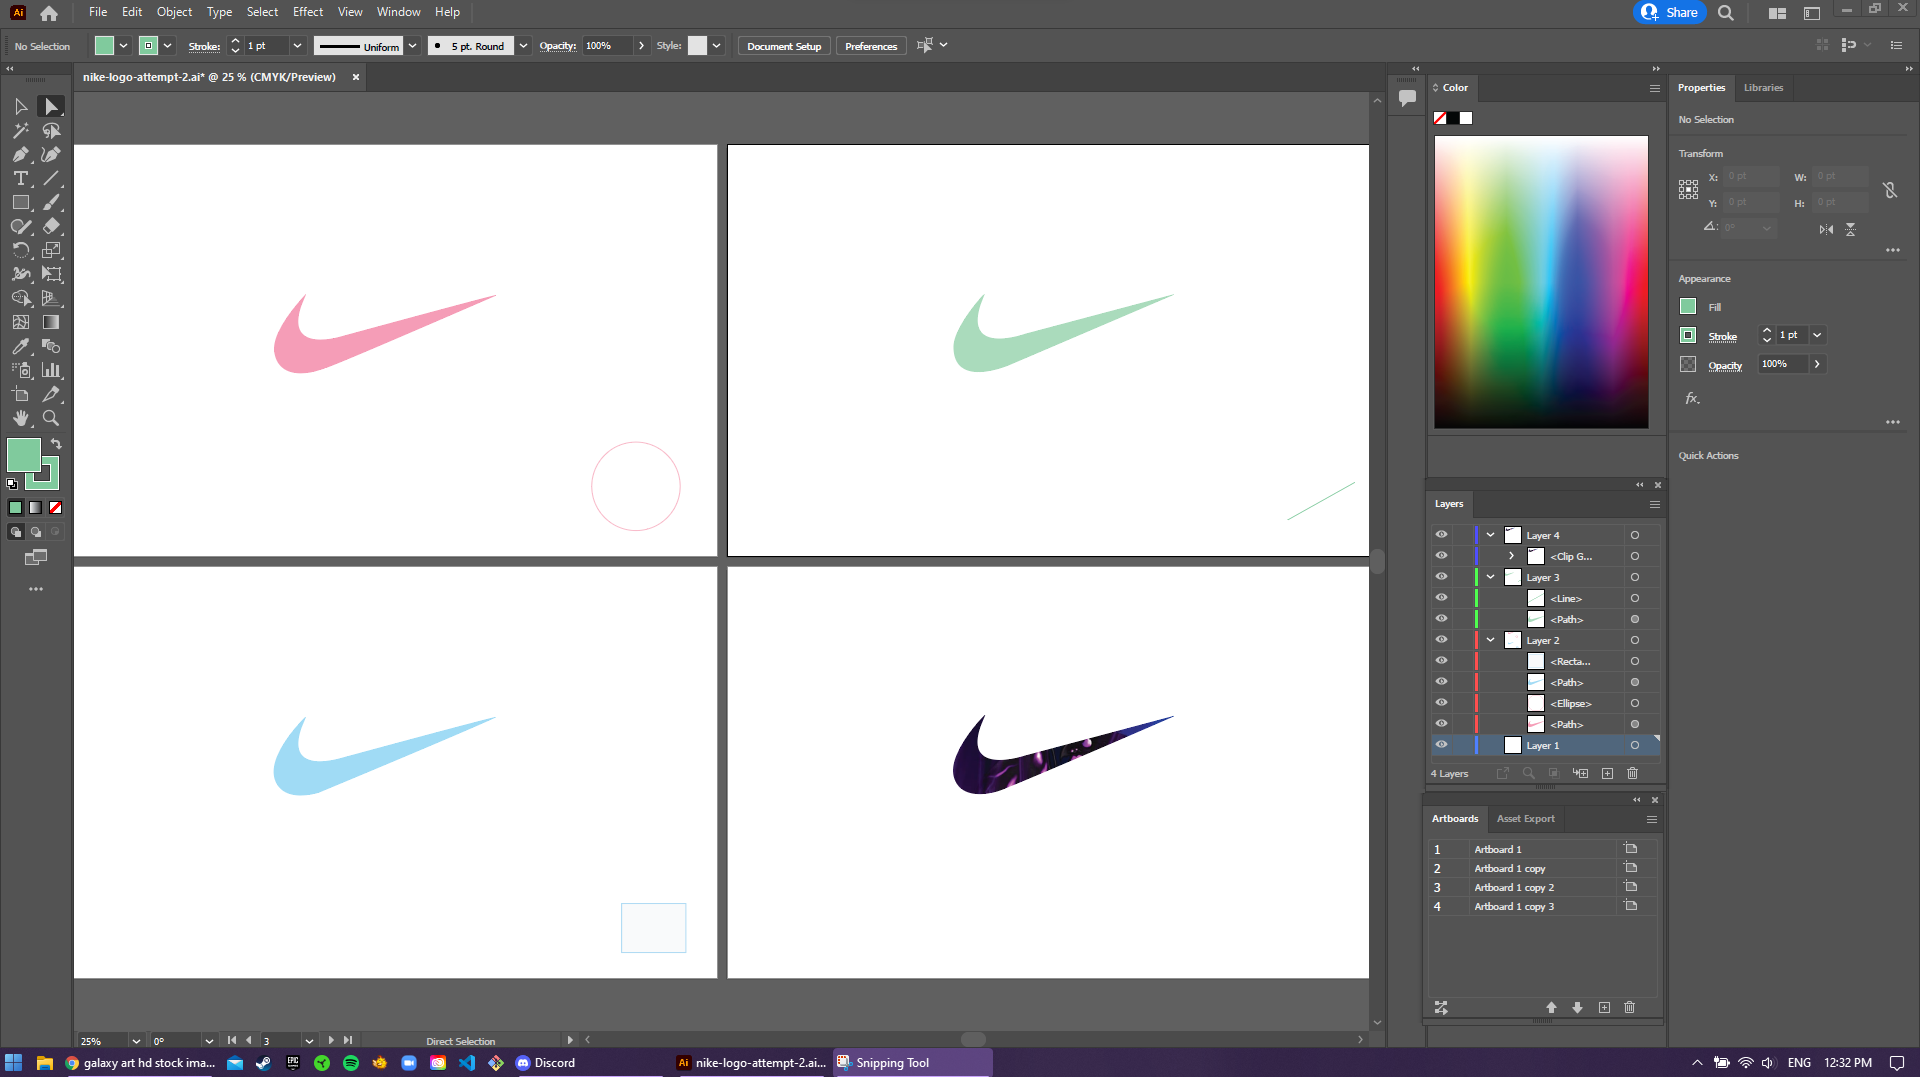 Ai File Edit Object Type Select Effect View Window Help Share
No Selection Stroke: 1 pt Uniform 5 pt. Round Opacity: 100% Style: Document Setup Preferences
nike-logo-attempt-2.ai* @ 25 % (CMYK/Preview)
Color
Properties Libraries
No Selection
Transform
X: 0 pt W: 0 pt
Y: 0 pt H: 0 pt
0°
Appearance
Fill
Stroke 1 pt
Opacity 100%
fx.
Quick Actions
Layers
Layer 4
<Clip G...
Layer 3
<Line>
<Path>
Layer 2
<Recta...
<Path>
<Ellipse>
<Path>
Layer 1
4 Layers
Artboards Asset Export
1 Artboard 1
2 Artboard 1 copy
3 Artboard 1 copy 2
4 Artboard 1 copy 3
25% 0° 3 Direct Selection
galaxy art hd stock ima... EPIC GAMES Discord Ai nike-logo-attempt-2.ai... Snipping Tool ENG 12:32 PM